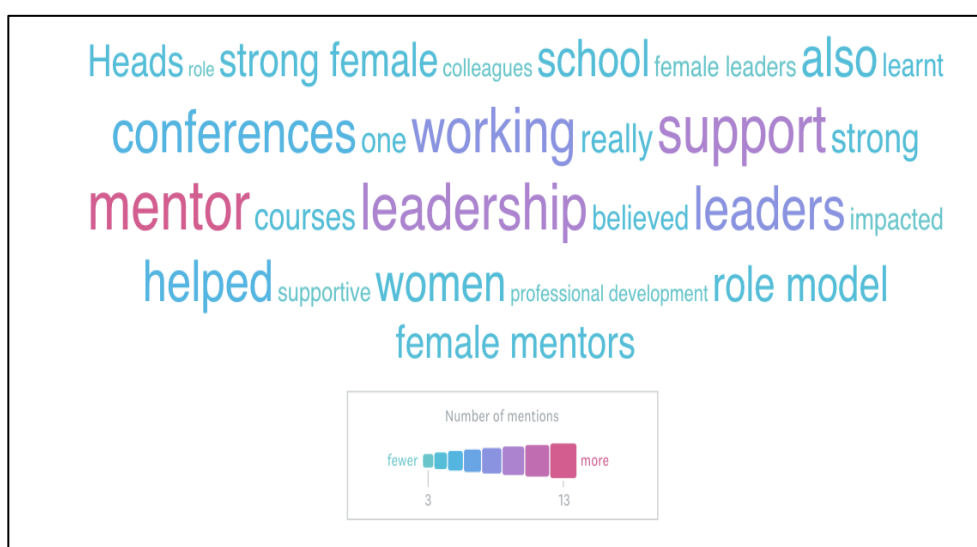 Heads role strong female colleagues school female leaders also learnt
conferences one working really support strong
mentor courses leadership believed leaders impacted
helped supportive women professional development role model
female mentors
Number of mentions
fewer more
3 13